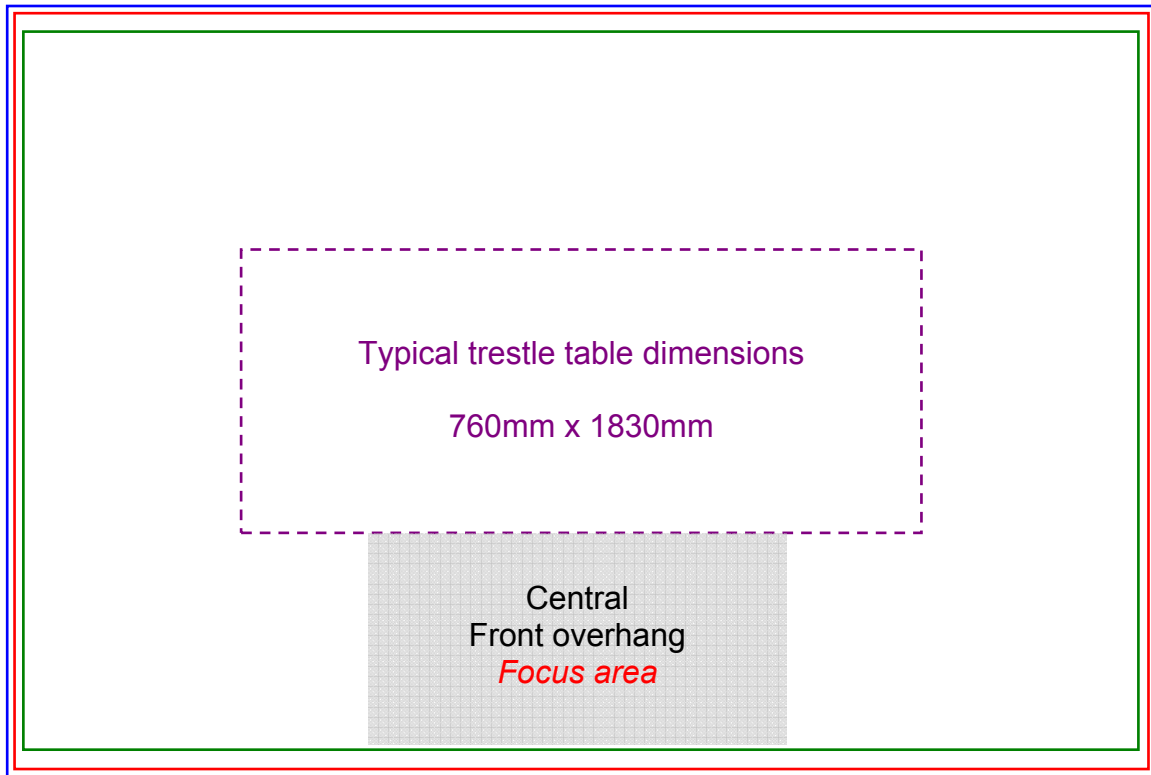 Typical trestle table dimensions
760mm x 1830mm
Central
Front overhang
Focus area